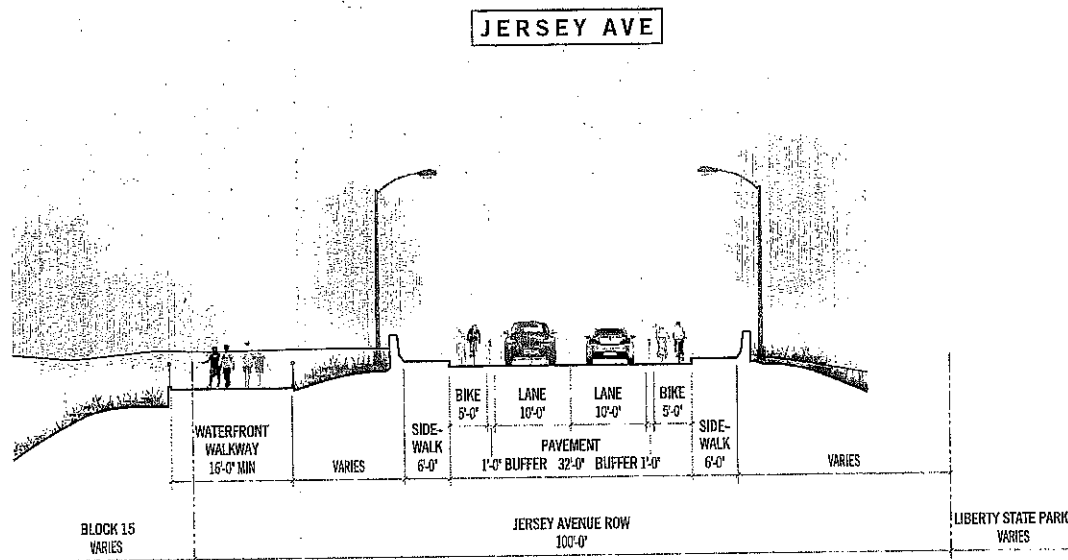 JERSEY AVE
BIKE
5'-0"
LANE
10'-0"
LANE
10'-0"
BIKE
5'-0"
WATERFRONT
WALKWAY
16'-0" MIN
VARIES
SIDE-
WALK
6'-0"
PAVEMENT
1'-0" BUFFER 32'-0" BUFFER 1'-0"
SIDE-
WALK
6'-0"
VARIES
BLOCK 15
VARIES
JERSEY AVENUE ROW
100'-0"
LIBERTY STATE PARK
VARIES